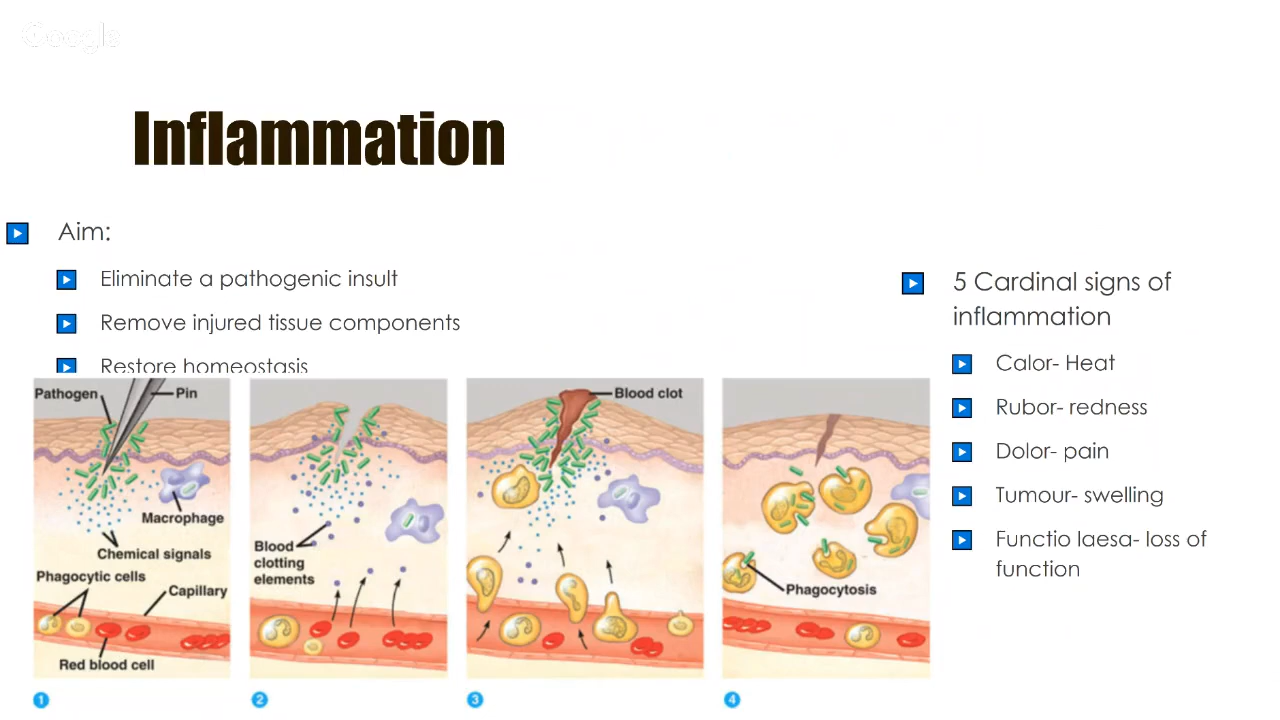 Google
Inflammation
Aim:
Eliminate a pathogenic insult
Remove injured tissue components
Restore homeostasis
5 Cardinal signs of
inflammation
Calor- Heat
Rubor- redness
Dolor- pain
Tumour- swelling
Functio laesa- loss of
function
Pathogen
Pin
Macrophage
Chemical signals
Phagocytic cells
Capillary
Red blood cell
1
Blood
clotting
elements
2
Blood clot
3
Phagocytosis
4